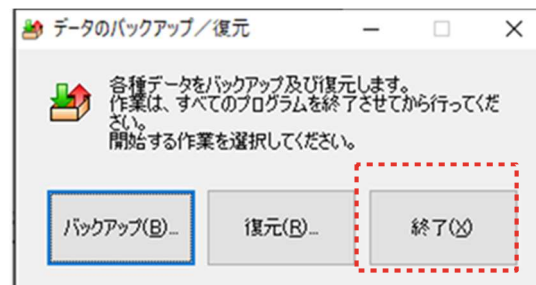 データのバックアップ／復元
各種データをバックアップ及び復元します。
作業は、すべてのプログラムを終了させてから行ってくだ
さい。
開始する作業を選択してください。
バックアップ(B)... 復元(R)... 終了(X)